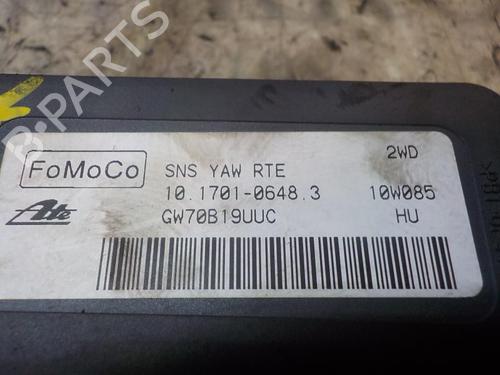 B-PARTS
FoMoCo
SNS YAW RTE
2WD
Ate
10.1701-0648.3
10W085
GW70B19UUC
HU